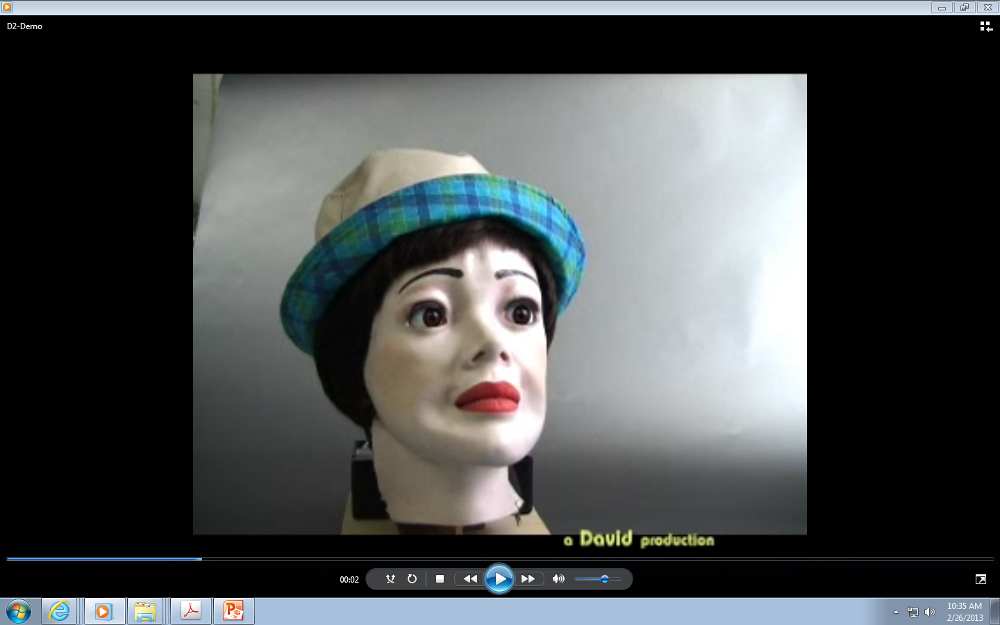 D2-Demo
a David production
00:02
10:35 AM
2/26/2013